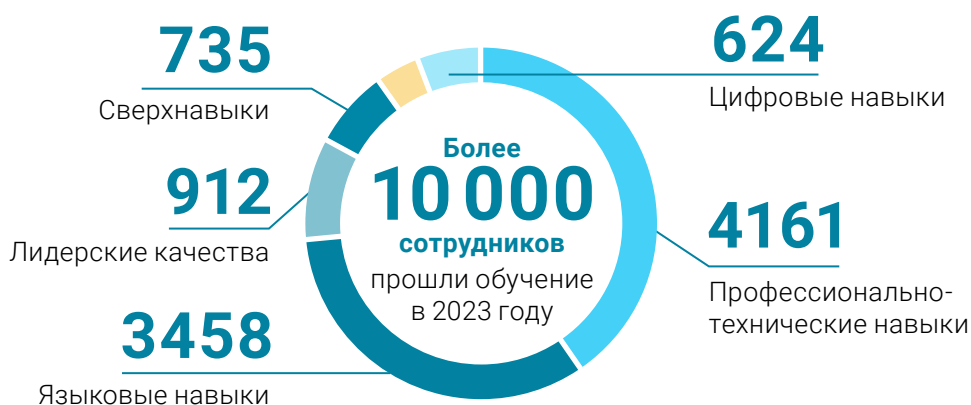 735
Сверхнавыки
912
Лидерские качества
3458
Языковые навыки
Более
10 000
сотрудников
прошли обучение
в 2023 году
624
Цифровые навыки
4161
Профессионально-
технические навыки